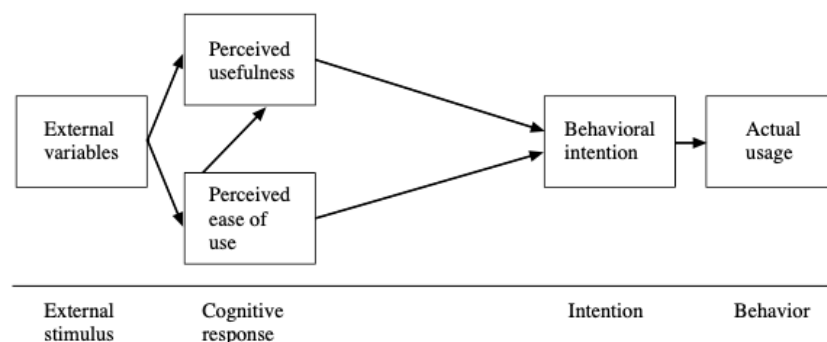 Perceived
usefulness
External
variables
Behavioral
intention
Actual
usage
Perceived
ease of
use
External
stimulus
Cognitive
response
Intention
Behavior